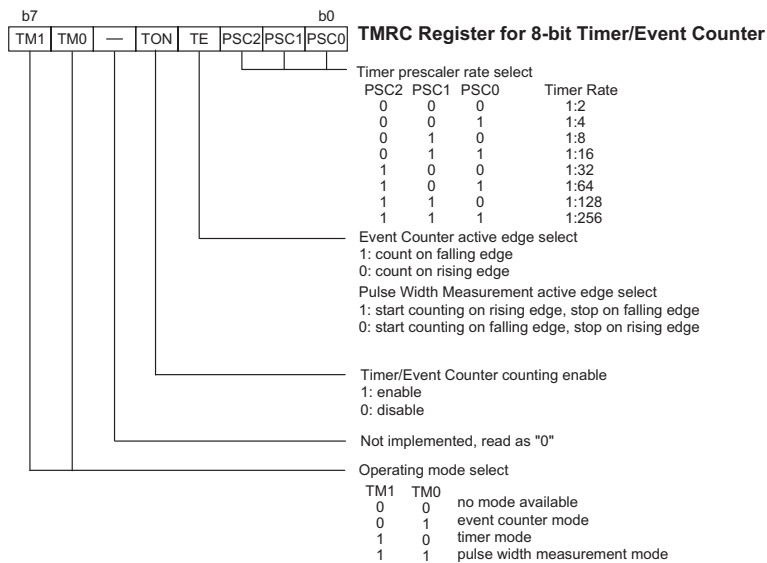 b7 b0
TM1 TM0 — TON TE PSC2 PSC1 PSC0
TMRC Register for 8-bit Timer/Event Counter
Timer prescaler rate select
PSC2 PSC1 PSC0 Timer Rate
0 0 0 1:2
0 0 1 1:4
0 1 0 1:8
0 1 1 1:16
1 0 0 1:32
1 0 1 1:64
1 1 0 1:128
1 1 1 1:256
Event Counter active edge select
1: count on falling edge
0: count on rising edge
Pulse Width Measurement active edge select
1: start counting on rising edge, stop on falling edge
0: start counting on falling edge, stop on rising edge
Timer/Event Counter counting enable
1: enable
0: disable
Not implemented, read as "0"
Operating mode select
TM1 TM0
0 0 no mode available
0 1 event counter mode
1 0 timer mode
1 1 pulse width measurement mode